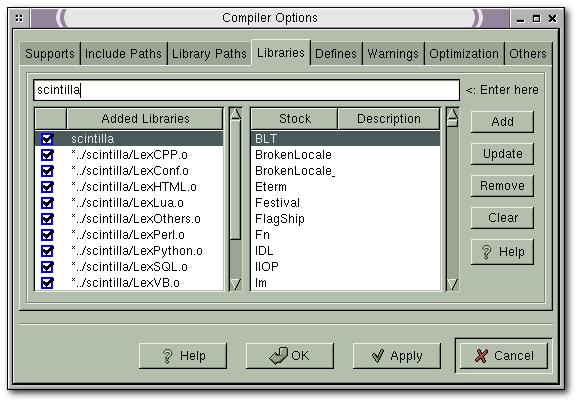 Compiler Options
Supports Include Paths Library Paths Libraries Defines Warnings Optimization Others
scintilla <: Enter here
Added Libraries Stock Description Add
scintilla BLT
*../scintilla/LexCPP.o BrokenLocale Update
*../scintilla/LexConf.o BrokenLocale_
*../scintilla/LexHTML.o Eterm Remove
*../scintilla/LexLua.o Festival
*../scintilla/LexOthers.o FlagShip Clear
*../scintilla/LexPerl.o Fn
*../scintilla/LexPython.o IDL ? Help
*../scintilla/LexSQL.o IIOP
*../scintilla/LexVB.o Im
? Help OK Apply Cancel